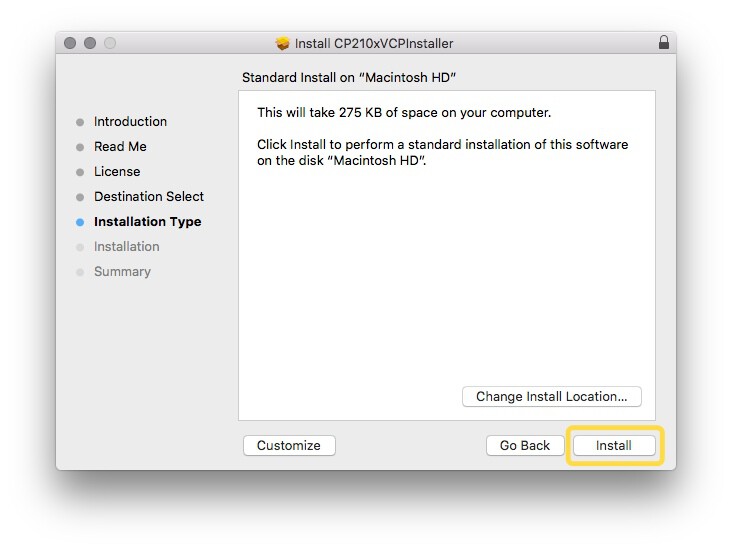 Install CP210xVCPInstaller
Standard Install on “Macintosh HD”
Introduction
Read Me
License
Destination Select
Installation Type
Installation
Summary
This will take 275 KB of space on your computer.
Click Install to perform a standard installation of this software
on the disk “Macintosh HD”.
Change Install Location...
Customize
Go Back
Install